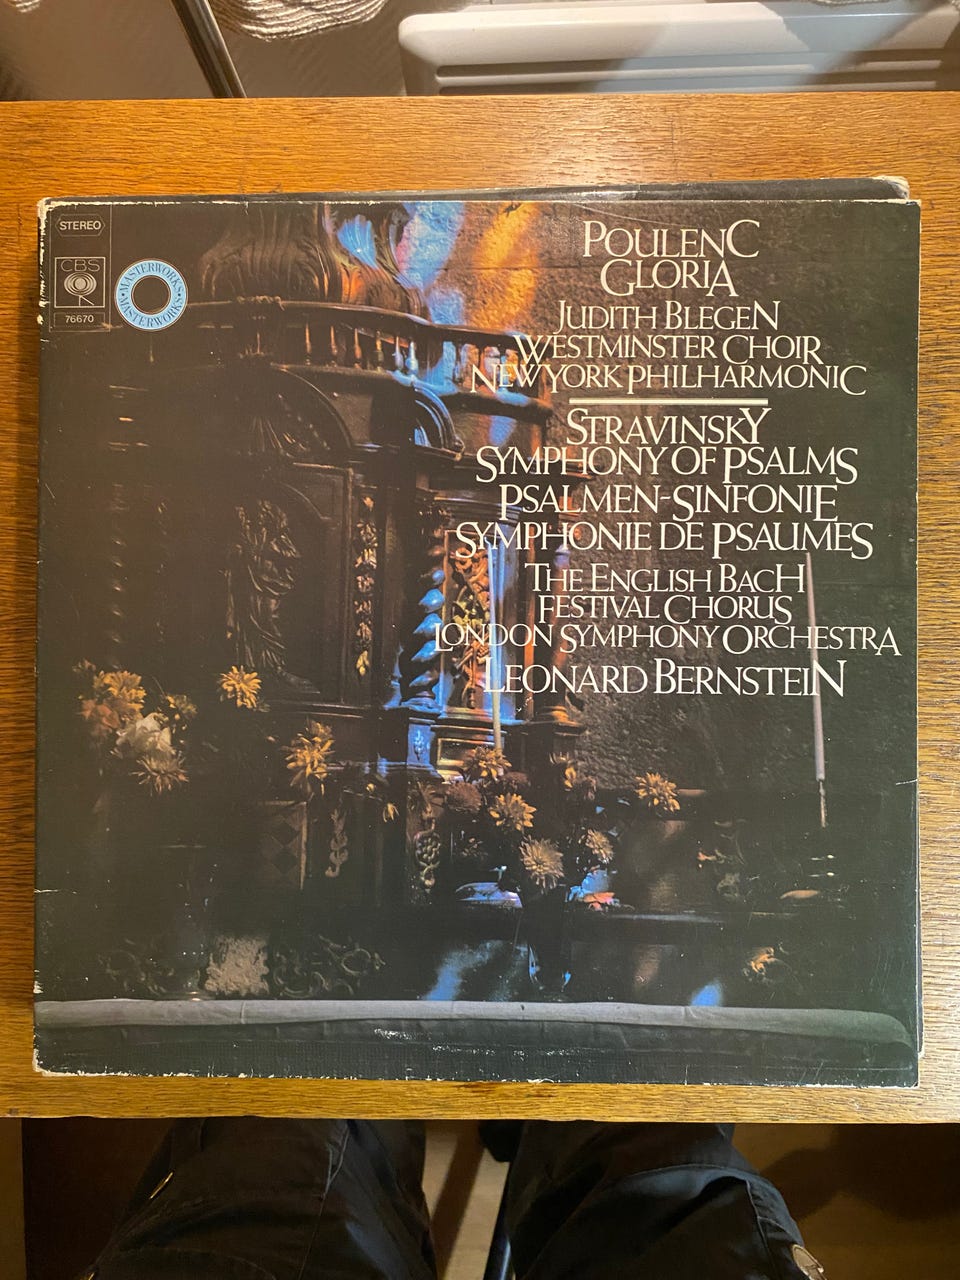 STEREO
CBS
76670
MASTERWORKS
MASTERWORKS
POULENC
GLORIA
JUDITH BLEGEN
WESTMINSTER CHOIR
NEW YORK PHILHARMONIC
STRAVINSKY
SYMPHONY OF PSALMS
PSALMEN-SINFONIE
SYMPHONIE DE PSAUMES
THE ENGLISH BACH
FESTIVAL CHORUS
LONDON SYMPHONY ORCHESTRA
LEONARD BERNSTEIN